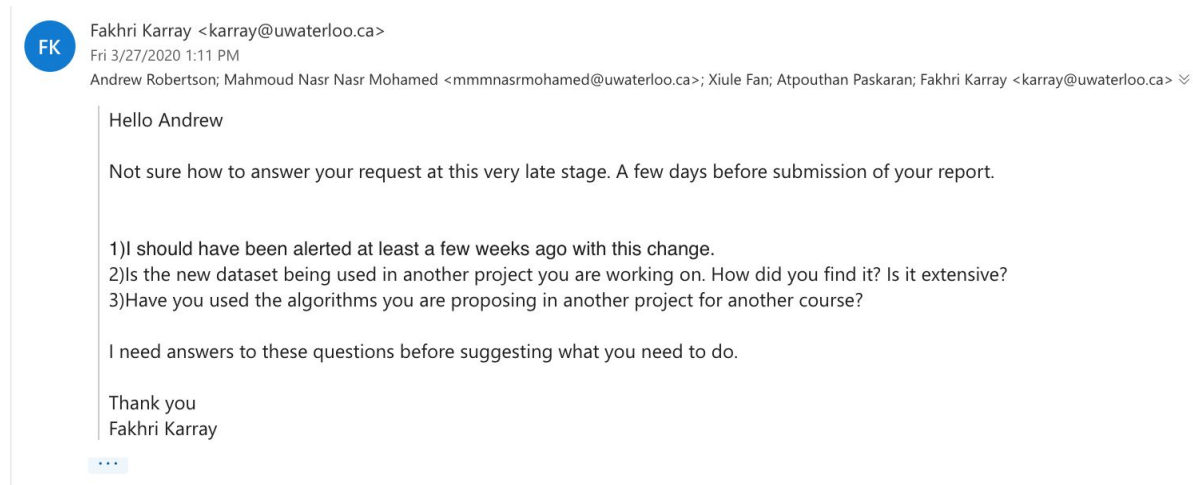 FK
Fakhri Karray <karray@uwaterloo.ca>
Fri 3/27/2020 1:11 PM
Andrew Robertson; Mahmoud Nasr Nasr Mohamed <mmmnasrmohamed@uwaterloo.ca>; Xiule Fan; Atpouthan Paskaran; Fakhri Karray <karray@uwaterloo.ca>
Hello Andrew
Not sure how to answer your request at this very late stage. A few days before submission of your report.
1)I should have been alerted at least a few weeks ago with this change.
2)Is the new dataset being used in another project you are working on. How did you find it? Is it extensive?
3)Have you used the algorithms you are proposing in another project for another course?
I need answers to these questions before suggesting what you need to do.
Thank you
Fakhri Karray
...